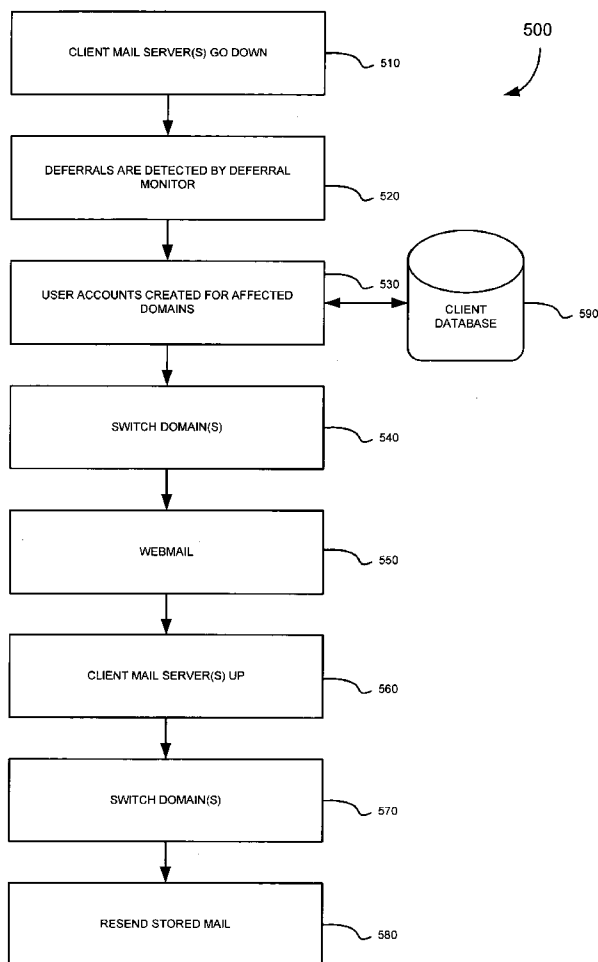 500
CLIENT MAIL SERVER(S) GO DOWN
510
DEFERRALS ARE DETECTED BY DEFERRAL
MONITOR
520
530
USER ACCOUNTS CREATED FOR AFFECTED
DOMAINS
CLIENT
DATABASE
590
SWITCH DOMAIN(S)
540
WEBMAIL
550
CLIENT MAIL SERVER(S) UP
560
SWITCH DOMAIN(S)
570
RESEND STORED MAIL
580